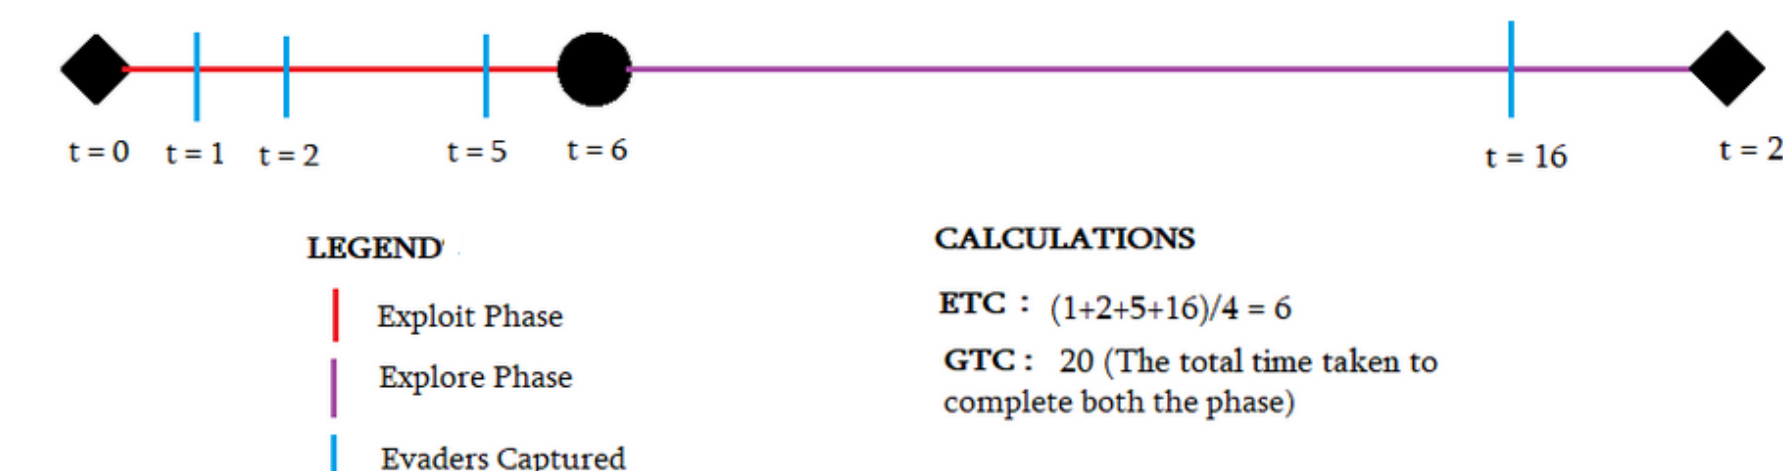 t = 0 t = 1 t = 2 t = 5 t = 6 t = 16 t = 2
LEGEND
CALCULATIONS
Exploit Phase
Explore Phase
Evaders Captured
ETC : (1+2+5+16)/4 = 6
GTC : 20 (The total time taken to
complete both the phase)